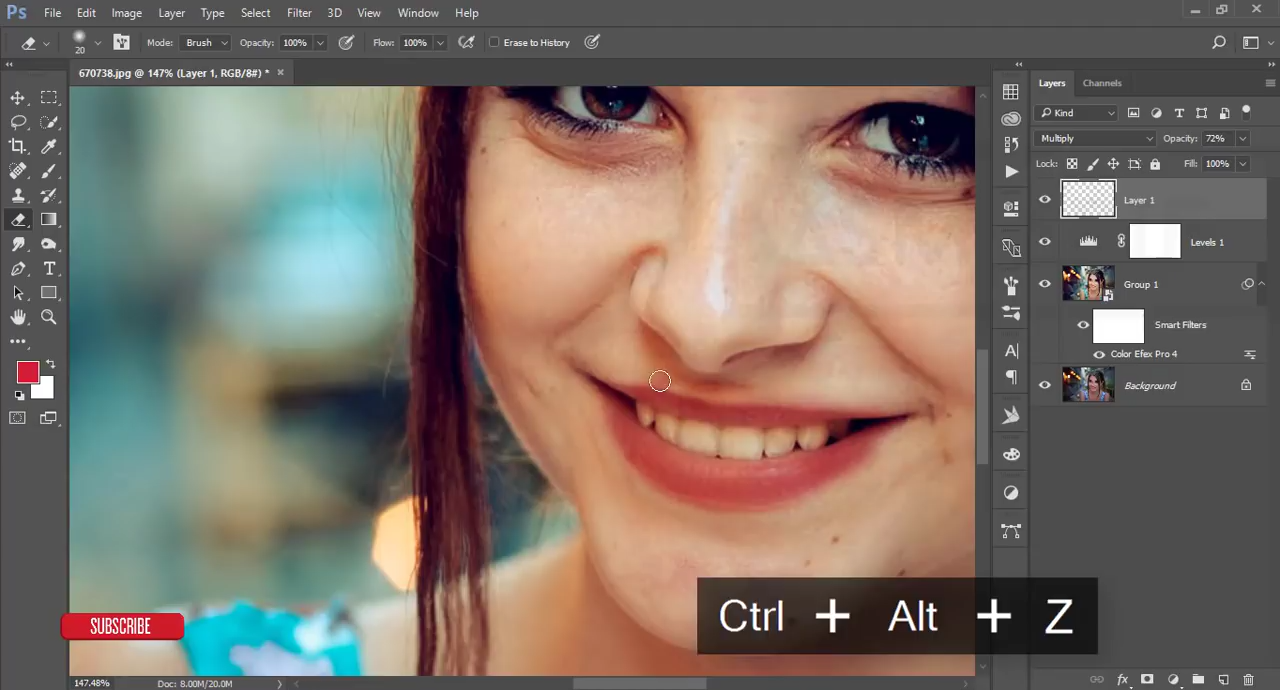 Ps File Edit Image Layer Type Select Filter 3D View Window Help
20 Mode: Brush Opacity: 100% Flow: 100% Erase to History
670738.jpg @ 147% (Layer 1, RGB/8#) * ×
Layers Channels
Kind
Multiply Opacity: 72%
Lock: Fill: 100%
Layer 1
Levels 1
Group 1
Smart Filters
Color Efex Pro 4
Background
Ctrl + Alt + Z
SUBSCRIBE
147.48% Doc: 8.00M/20.0M